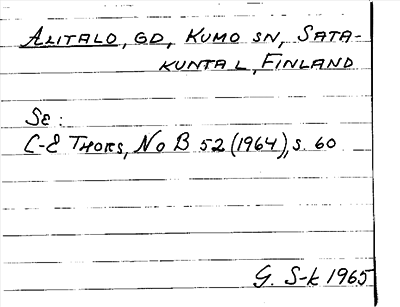 ALITALO, GD, KUMO SN, SATA-
KUNTA L, FINLAND
SE:
C-E THORS, NoB 52 (1964), S. 60
G. S-k 1965